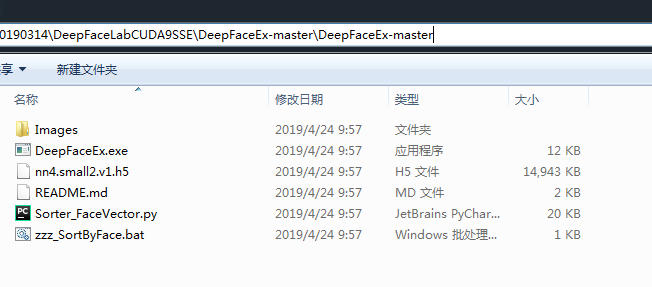 0190314\DeepFaceLabCUDA9SSE\DeepFaceEx-master\DeepFaceEx-master
享 新建文件夹
名称 修改日期 类型 大小
Images 2019/4/24 9:57 文件夹
DeepFaceEx.exe 2019/4/24 9:57 应用程序 12 KB
nn4.small2.v1.h5 2019/4/24 9:57 H5 文件 14,943 KB
README.md 2019/4/24 9:57 MD 文件 2 KB
Sorter_FaceVector.py 2019/4/24 9:57 JetBrains PyChar... 20 KB
zzz_SortByFace.bat 2019/4/24 9:57 Windows 批处理... 1 KB